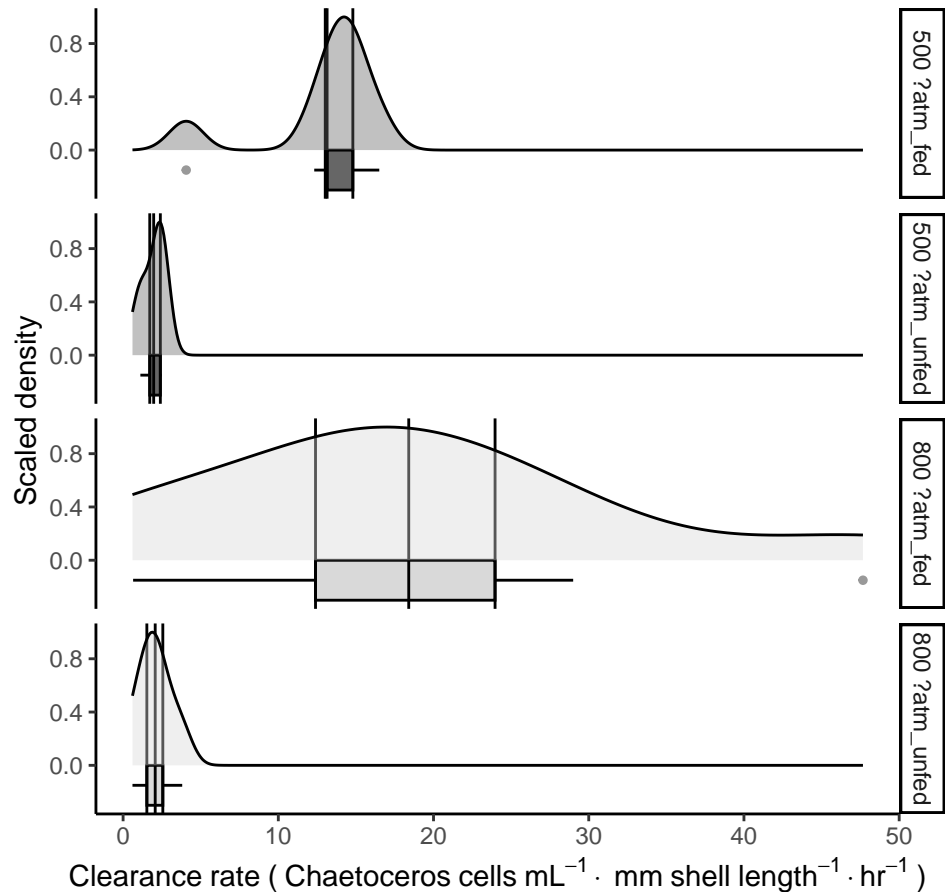 Scaled density
0.8
0.4
0.0
500 ?atm_fed
0.8
0.4
0.0
500 ?atm_unfed
0.8
0.4
0.0
800 ?atm_fed
0.8
0.4
0.0
800 ?atm_unfed
0 10 20 30 40 50
Clearance rate ( Chaetoceros cells mL⁻¹ · mm shell length⁻¹ · hr⁻¹ )